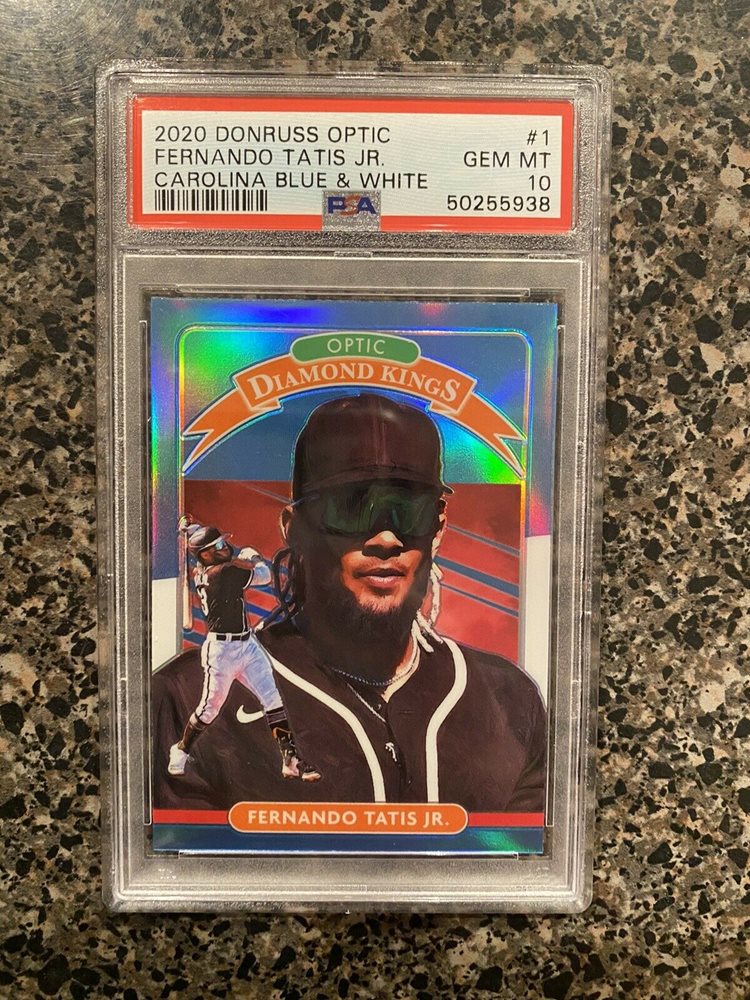 2020 DONRUSS OPTIC #1
FERNANDO TATIS JR. GEM MT
CAROLINA BLUE & WHITE 10
PSA 50255938
OPTIC
DIAMOND KINGS
FERNANDO TATIS JR.